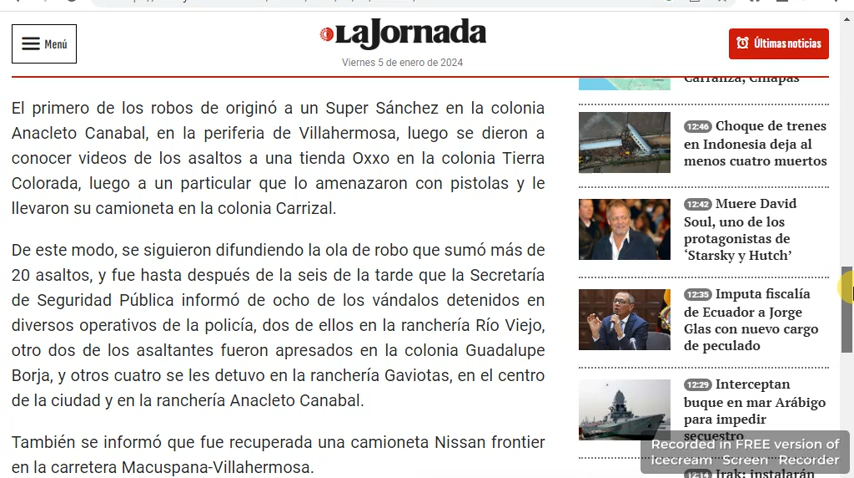 Menú
LaJornada
Viernes 5 de enero de 2024
Últimas noticias
El primero de los robos de originó a un Super Sánchez en la colonia
Anacleto Canabal, en la periferia de Villahermosa, luego se dieron a
conocer videos de los asaltos a una tienda Oxxo en la colonia Tierra
Colorada, luego a un particular que lo amenazaron con pistolas y le
llevaron su camioneta en la colonia Carrizal.
De este modo, se siguieron difundiendo la ola de robo que sumó más de
20 asaltos, y fue hasta después de la seis de la tarde que la Secretaría
de Seguridad Pública informó de ocho de los vándalos detenidos en
diversos operativos de la policía, dos de ellos en la ranchería Río Viejo,
otro dos de los asaltantes fueron apresados en la colonia Guadalupe
Borja, y otros cuatro se les detuvo en la ranchería Gaviotas, en el centro
de la ciudad y en la ranchería Anacleto Canabal.
También se informó que fue recuperada una camioneta Nissan frontier
en la carretera Macuspana-Villahermosa.
Carranza, Chiapas
12:46 Choque de trenes
en Indonesia deja al
menos cuatro muertos
12:42 Muere David
Soul, uno de los
protagonistas de
‘Starsky y Hutch’
12:35 Imputa fiscalía
de Ecuador a Jorge
Glas con nuevo cargo
de peculado
12:29 Interceptan
buque en mar Arábigo
para impedir
secuestro
12:14 Irak: instalarán
Recorded in FREE version of
Icecream Screen Recorder